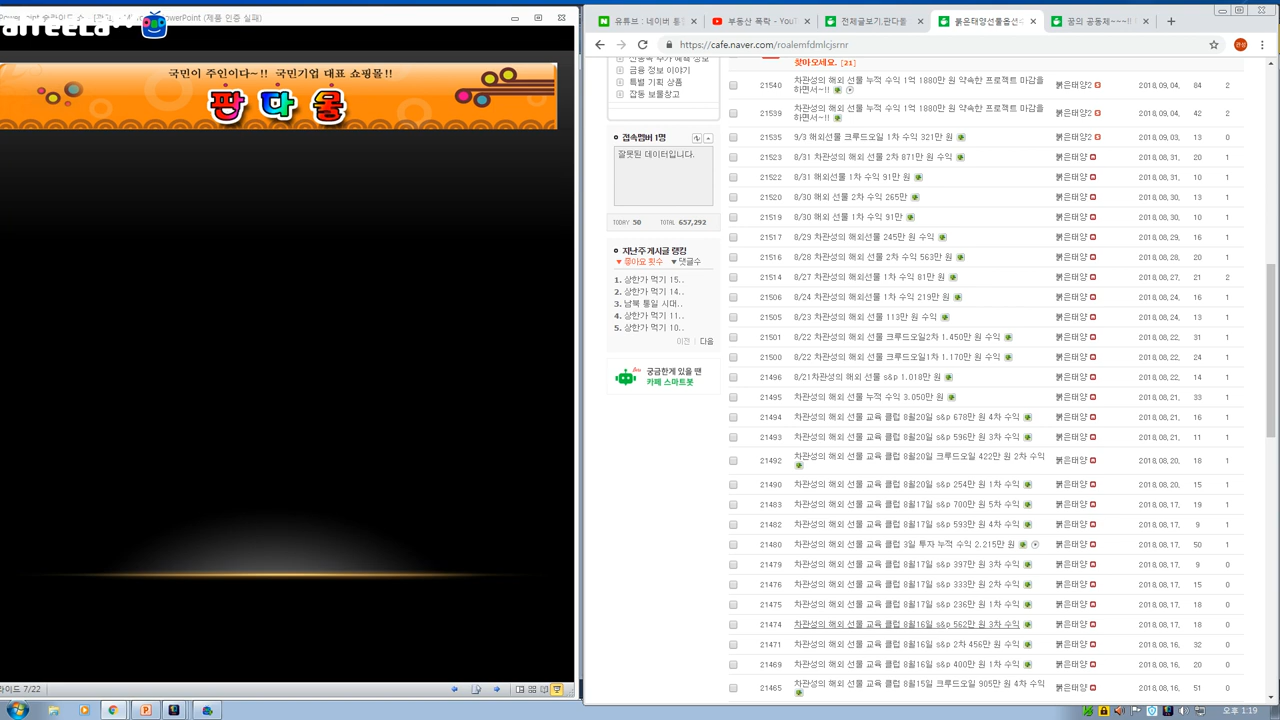 afreeca
PowerPoint (제품 인증 실패)
국민이 주인이다~!! 국민기업 대표 쇼핑몰!!
판다몰
라이드 7/22
유튜브 : 네이버 통
부동산 폭락 - YouT
전체글보기.판다를
붉은태양선물옵션
꿈의 공동체~~~!!
https://cafe.naver.com/roalemfdmlcjsrnr
금융 정보 이야기
특별 기획 상품
잡동 보틀창고
접속멤버 1명
잘못된 데이터입니다.
TODAY 50 TOTAL 657,292
지난주 게시글 랭킹
▼좋아요 횟수 ▼댓글수
1. 상한가 먹기 15..
2. 상한가 먹기 14..
3. 남북 통일 시대..
4. 상한가 먹기 11..
5. 상한가 먹기 10..
이전 | 다음
궁금한게 있을 땐
카페 스마트봇
찾아오세요. [21]
21540 차관성의 해외 선물 누적 수익 1억 1880만 원 약속한 프로젝트 마감을 하면서~!! 붉은태양2 2018,09,04, 84 2
21539 차관성의 해외 선물 누적 수익 1억 1880만 원 약속한 프로젝트 마감을 하면서~!! 붉은태양2 2018,09,04, 42 2
21535 9/3 해외선물 크루드오일 1차 수익 321만 원 붉은태양2 2018,09,03, 13 0
21523 8/31 차관성의 해외 선물 2차 871만 원 수익 붉은태양 2018,08,31, 20 1
21522 8/31 해외선물 1차 수익 91만 원 붉은태양 2018,08,31, 10 1
21520 8/30 해외 선물 2차 수익 265만 붉은태양 2018,08,30, 13 1
21519 8/30 해외 선물 1차 수익 91만 붉은태양 2018,08,30, 10 1
21517 8/29 차관성의 해외선물 245만 원 수익 붉은태양 2018,08,29, 16 1
21516 8/28 차관성의 해외 선물 2차 563만 원 수익 붉은태양 2018,08,28, 20 1
21514 8/27 차관성의 해외선물 1차 수익 81만 원 붉은태양 2018,08,27, 21 2
21506 8/24 차관성의 해외선물 1차 수익 219만 원 붉은태양 2018,08,24, 16 1
21505 8/23 차관성의 해외 선물 113만 원 수익 붉은태양 2018,08,24, 13 1
21501 8/22 차관성의 해외 선물 크루드오일2차 1.450만 원 수익 붉은태양 2018,08,22, 31 1
21500 8/22 차관성의 해외 선물 크루드오일1차 1.170만 원 수익 붉은태양 2018,08,22, 24 1
21496 8/21차관성의 해외 선물 s&p 1.018만 원 붉은태양 2018,08,22, 14 1
21495 차관성의 해외 선물 누적 수익 3.050만 원 붉은태양 2018,08,21, 33 1
21494 차관성의 해외 선물 교육 클럽 8월20일 s&p 678만 원 4차 수익 붉은태양 2018,08,21, 16 1
21493 차관성의 해외 선물 교육 클럽 8월20일 s&p 596만 원 3차 수익 붉은태양 2018,08,21, 11 1
21492 차관성의 해외 선물 교육 클럽 8월20일 크루드오일 422만 원 2차 수익 붉은태양 2018,08,20, 18 1
21490 차관성의 해외 선물 교육 클럽 8월20일 s&p 254만 원 1차 수익 붉은태양 2018,08,20, 15 1
21483 차관성의 해외 선물 교육 클럽 8월17일 s&p 700만 원 5차 수익 붉은태양 2018,08,17, 19 1
21482 차관성의 해외 선물 교육 클럽 8월17일 s&p 593만 원 4차 수익 붉은태양 2018,08,17, 9 1
21480 차관성의 해외 선물 교육 클럽 3일 투자 누적 수익 2.215만 원 붉은태양 2018,08,17, 50 1
21479 차관성의 해외 선물 교육 클럽 8월17일 s&p 397만 원 3차 수익 붉은태양 2018,08,17, 9 0
21476 차관성의 해외 선물 교육 클럽 8월17일 s&p 333만 원 2차 수익 붉은태양 2018,08,17, 15 0
21475 차관성의 해외 선물 교육 클럽 8월17일 s&p 236만 원 1차 수익 붉은태양 2018,08,17, 16 0
21474 차관성의 해외 선물 교육 클럽 8월16일 s&p 562만 원 3차 수익 붉은태양 2018,08,17, 18 0
21471 차관성의 해외 선물 교육 클럽 8월16일 s&p 2차 456만 원 수익 붉은태양 2018,08,16, 32 0
21469 차관성의 해외 선물 교육 클럽 8월16일 s&p 400만 원 1차 수익 붉은태양 2018,08,16, 20 0
21465 차관성의 해외 선물 교육 클럽 8월15일 크루드오일 905만 원 4차 수익 붉은태양 2018,08,16, 51 0
오후 1:19